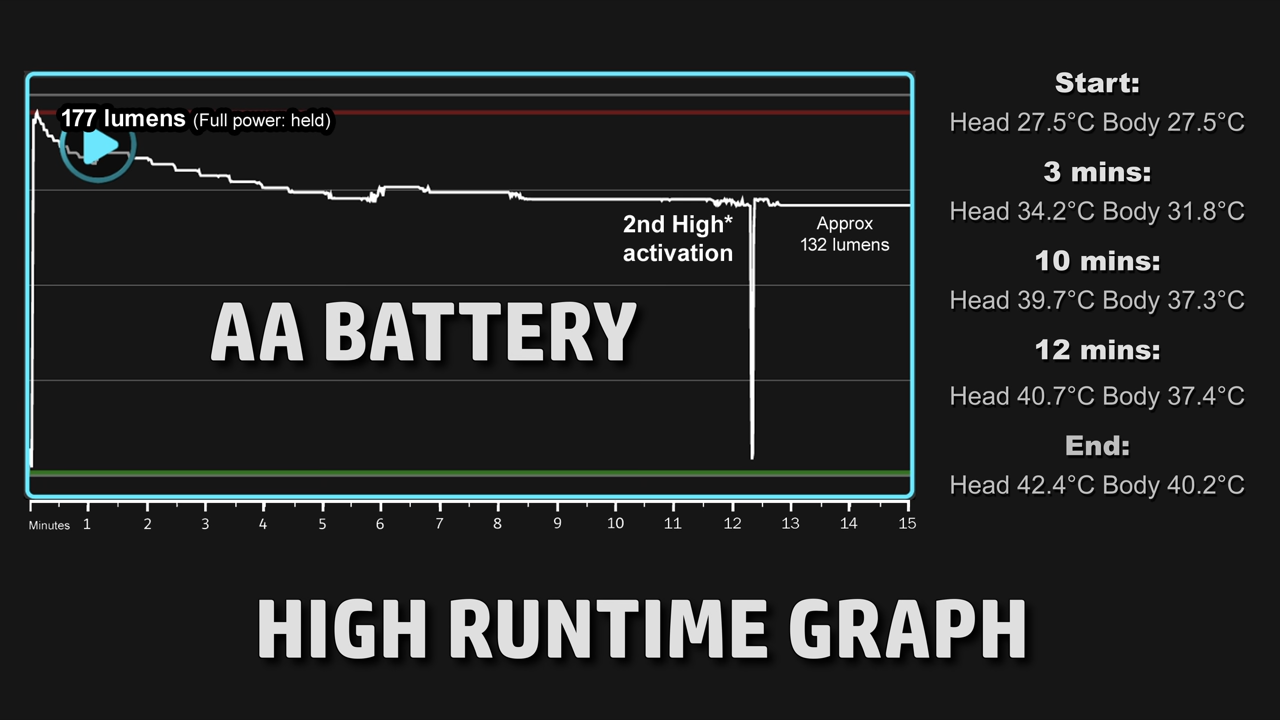 177 lumens (Full power: held)
2nd High*
activation
Approx
132 lumens
AA BATTERY
Minutes 1 2 3 4 5 6 7 8 9 10 11 12 13 14 15
Start:
Head 27.5°C Body 27.5°C
3 mins:
Head 34.2°C Body 31.8°C
10 mins:
Head 39.7°C Body 37.3°C
12 mins:
Head 40.7°C Body 37.4°C
End:
Head 42.4°C Body 40.2°C
HIGH RUNTIME GRAPH